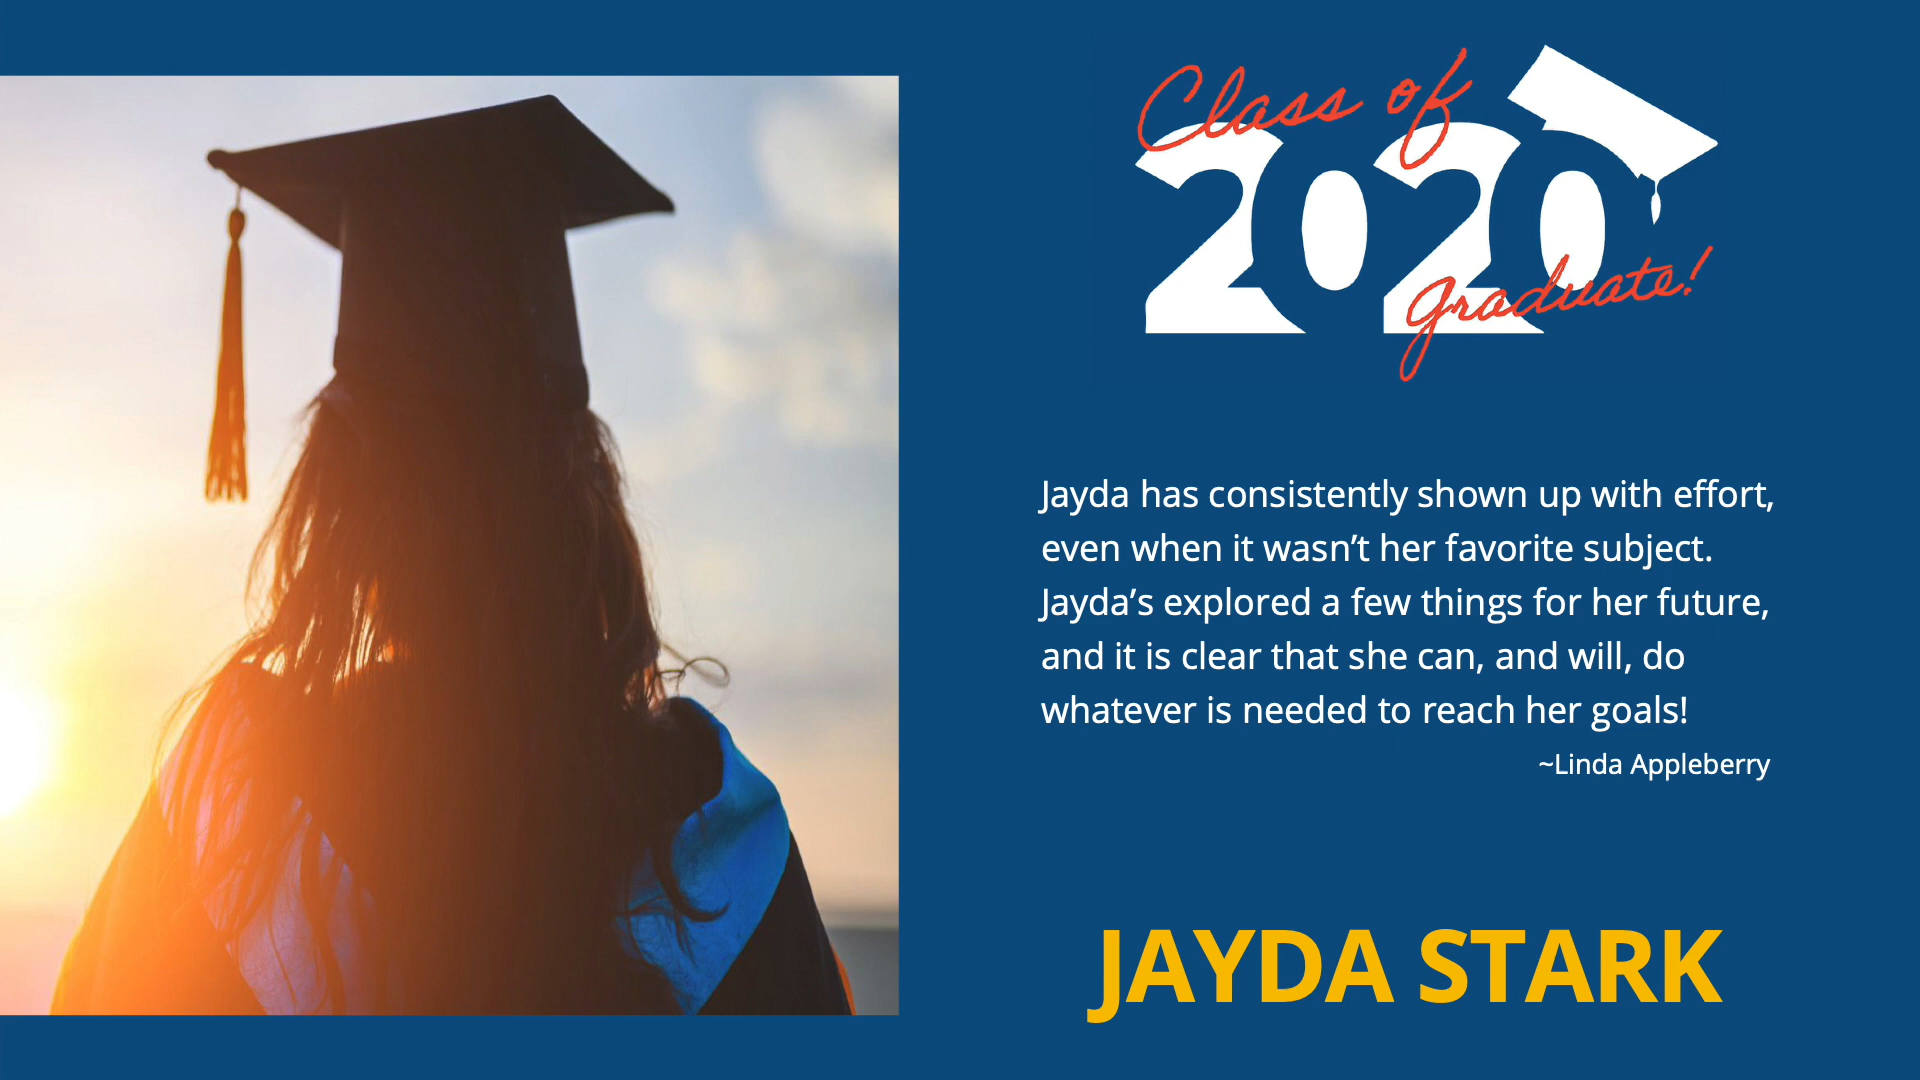 Class of
2020
graduate!
Jayda has consistently shown up with effort,
even when it wasn’t her favorite subject.
Jayda’s explored a few things for her future,
and it is clear that she can, and will, do
whatever is needed to reach her goals!
~Linda Appleberry
JAYDA STARK